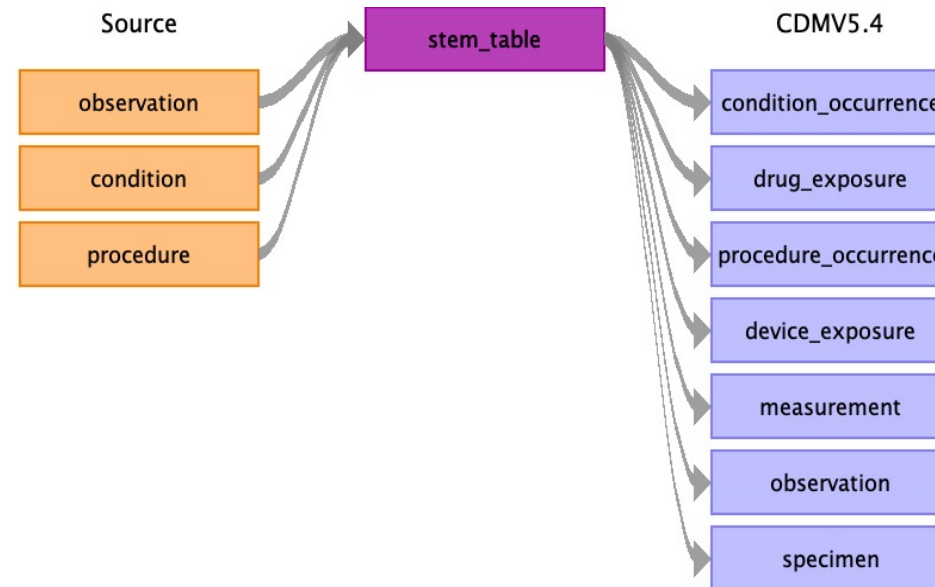 Source
stem_table
CDMV5.4
observation
condition_occurrence
condition
drug_exposure
procedure
procedure_occurrence
device_exposure
measurement
observation
specimen